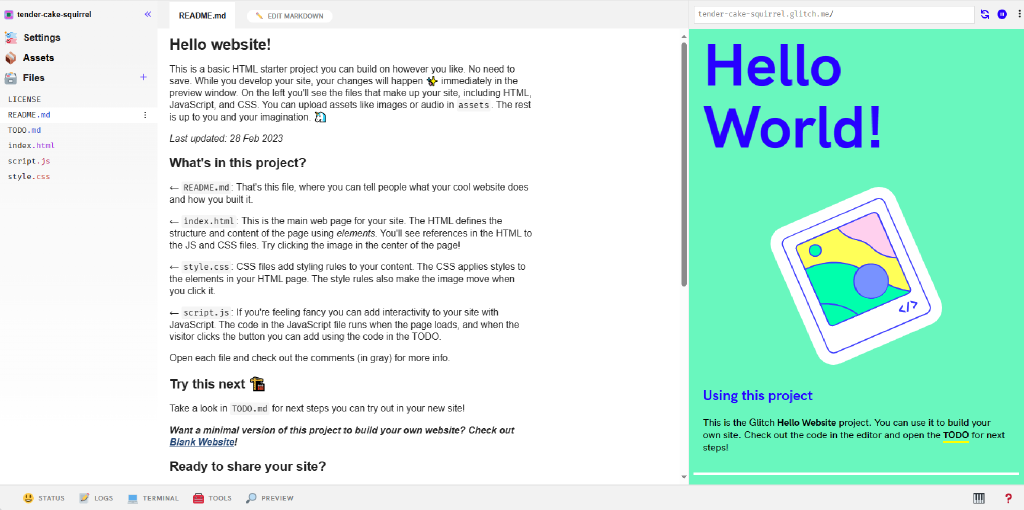 tender-cake-squirrel
«
Settings
Assets
Files
+
LICENSE
README.md
TODO.md
index.html
script.js
style.css
README.md
EDIT MARKDOWN
Hello website!
This is a basic HTML starter project you can build on however you like. No need to
save. While you develop your site, your changes will happen ✨ immediately in the
preview window. On the left you'll see the files that make up your site, including HTML,
JavaScript, and CSS. You can upload assets like images or audio in assets. The rest
is up to you and your imagination. 🦄
Last updated: 28 Feb 2023
What's in this project?
← README.md: That's this file, where you can tell people what your cool website does
and how you built it.
← index.html: This is the main web page for your site. The HTML defines the
structure and content of the page using elements. You'll see references in the HTML to
the JS and CSS files. Try clicking the image in the center of the page!
← style.css: CSS files add styling rules to your content. The CSS applies styles to
the elements in your HTML page. The style rules also make the image move when
you click it.
← script.js: If you're feeling fancy you can add interactivity to your site with
JavaScript. The code in the JavaScript file runs when the page loads, and when the
visitor clicks the button you can add using the code in the TODO.
Open each file and check out the comments (in gray) for more info.
Try this next 🏗
Take a look in TODO.md for next steps you can try out in your new site!
Want a minimal version of this project to build your own website? Check out
Blank Website!
Ready to share your site?
tender-cake-squirrel.glitch.me/
Hello
World!
</>
Using this project
This is the Glitch Hello Website project. You can use it to build your
own site. Check out the code in the editor and open the TODO for next
steps!
STATUS
LOGS
TERMINAL
TOOLS
PREVIEW
?